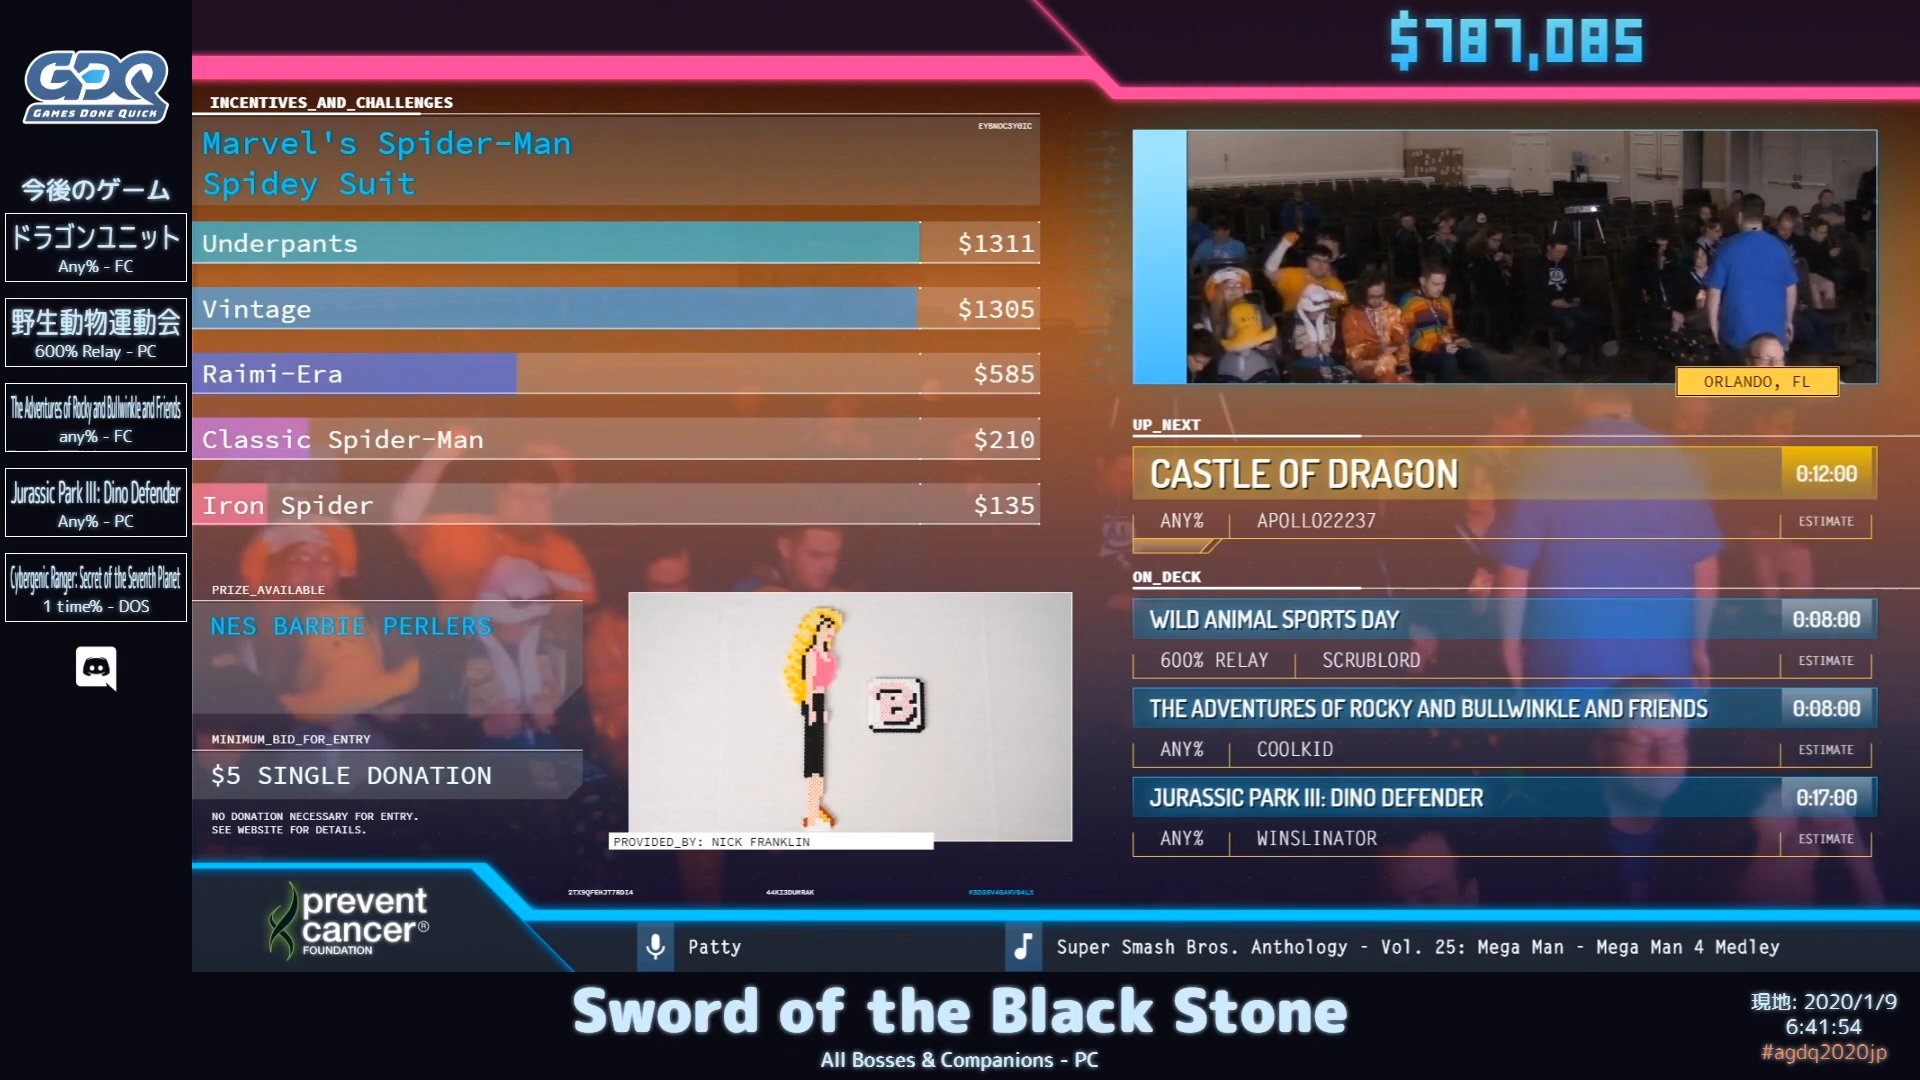 GDQ
GAMES DONE QUICK
今後のゲーム
ドラゴンユニット
Any% - FC
野生動物運動会
600% Relay - PC
The Adventures of Rocky and Bullwinkle and Friends
any% - FC
Jurassic Park III: Dino Defender
Any% - PC
Cybergenic Ranger: Secret of the Seventh Planet
1 time% - DOS
$787,085
INCENTIVES_AND_CHALLENGES
Marvel's Spider-Man
Spidey Suit
Underpants $1311
Vintage $1305
Raimi-Era $585
Classic Spider-Man $210
Iron Spider $135
PRIZE_AVAILABLE
NES BARBIE PERLERS
MINIMUM_BID_FOR_ENTRY
$5 SINGLE DONATION
NO DONATION NECESSARY FOR ENTRY.
SEE WEBSITE FOR DETAILS.
B
PROVIDED_BY: NICK FRANKLIN
ORLANDO, FL
UP_NEXT
CASTLE OF DRAGON 0:12:00
ANY% APOLLO22237 ESTIMATE
ON_DECK
WILD ANIMAL SPORTS DAY 0:08:00
600% RELAY SCRUBLORD ESTIMATE
THE ADVENTURES OF ROCKY AND BULLWINKLE AND FRIENDS 0:08:00
ANY% COOLKID ESTIMATE
JURASSIC PARK III: DINO DEFENDER 0:17:00
ANY% WINSLINATOR ESTIMATE
prevent
cancer®
FOUNDATION
Patty
Super Smash Bros. Anthology - Vol. 25: Mega Man - Mega Man 4 Medley
Sword of the Black Stone
All Bosses & Companions - PC
現地: 2020/1/9
6:41:54
#agdq2020jp